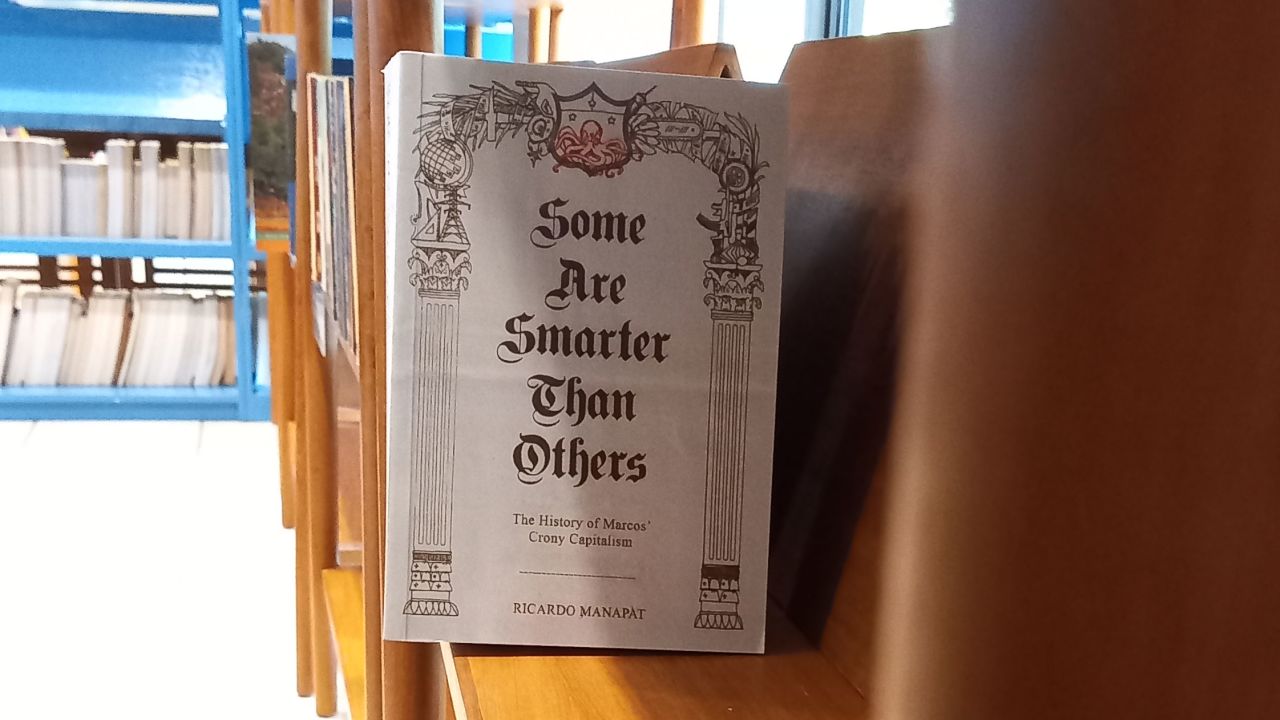 Some
Are
Smarter
Than
Others
The History of Marcos'
Crony Capitalism
RICARDO MANAPAT